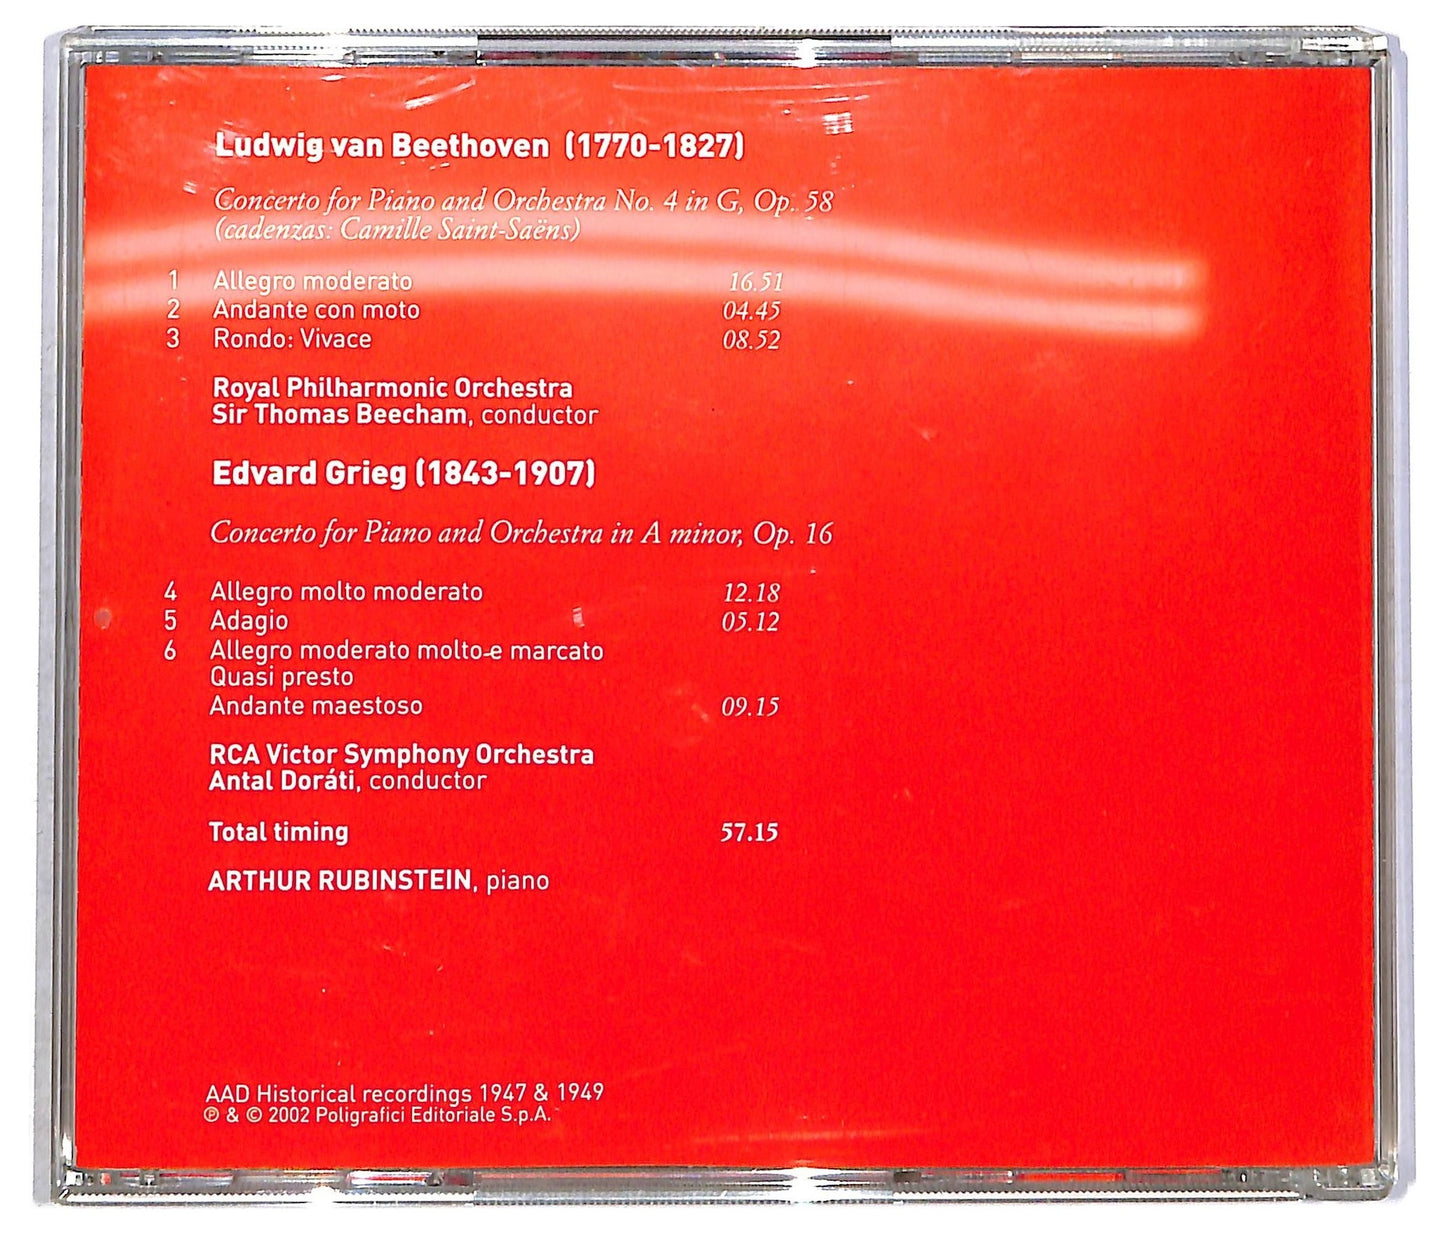 Ludwig van Beethoven (1770-1827)
Concerto for Piano and Orchestra No. 4 in G, Op. 58
(cadenzas: Camille Saint-Saëns)
1 Allegro moderato 16.51
2 Andante con moto 04.45
3 Rondo: Vivace 08.52
Royal Philharmonic Orchestra
Sir Thomas Beecham, conductor
Edvard Grieg (1843-1907)
Concerto for Piano and Orchestra in A minor, Op. 16
4 Allegro molto moderato 12.18
5 Adagio 05.12
6 Allegro moderato molto e marcato
Quasi presto
Andante maestoso 09.15
RCA Victor Symphony Orchestra
Antal Doráti, conductor
Total timing 57.15
ARTHUR RUBINSTEIN, piano
AAD Historical recordings 1947 & 1949
℗ & © 2002 Poligrafici Editoriale S.p.A.